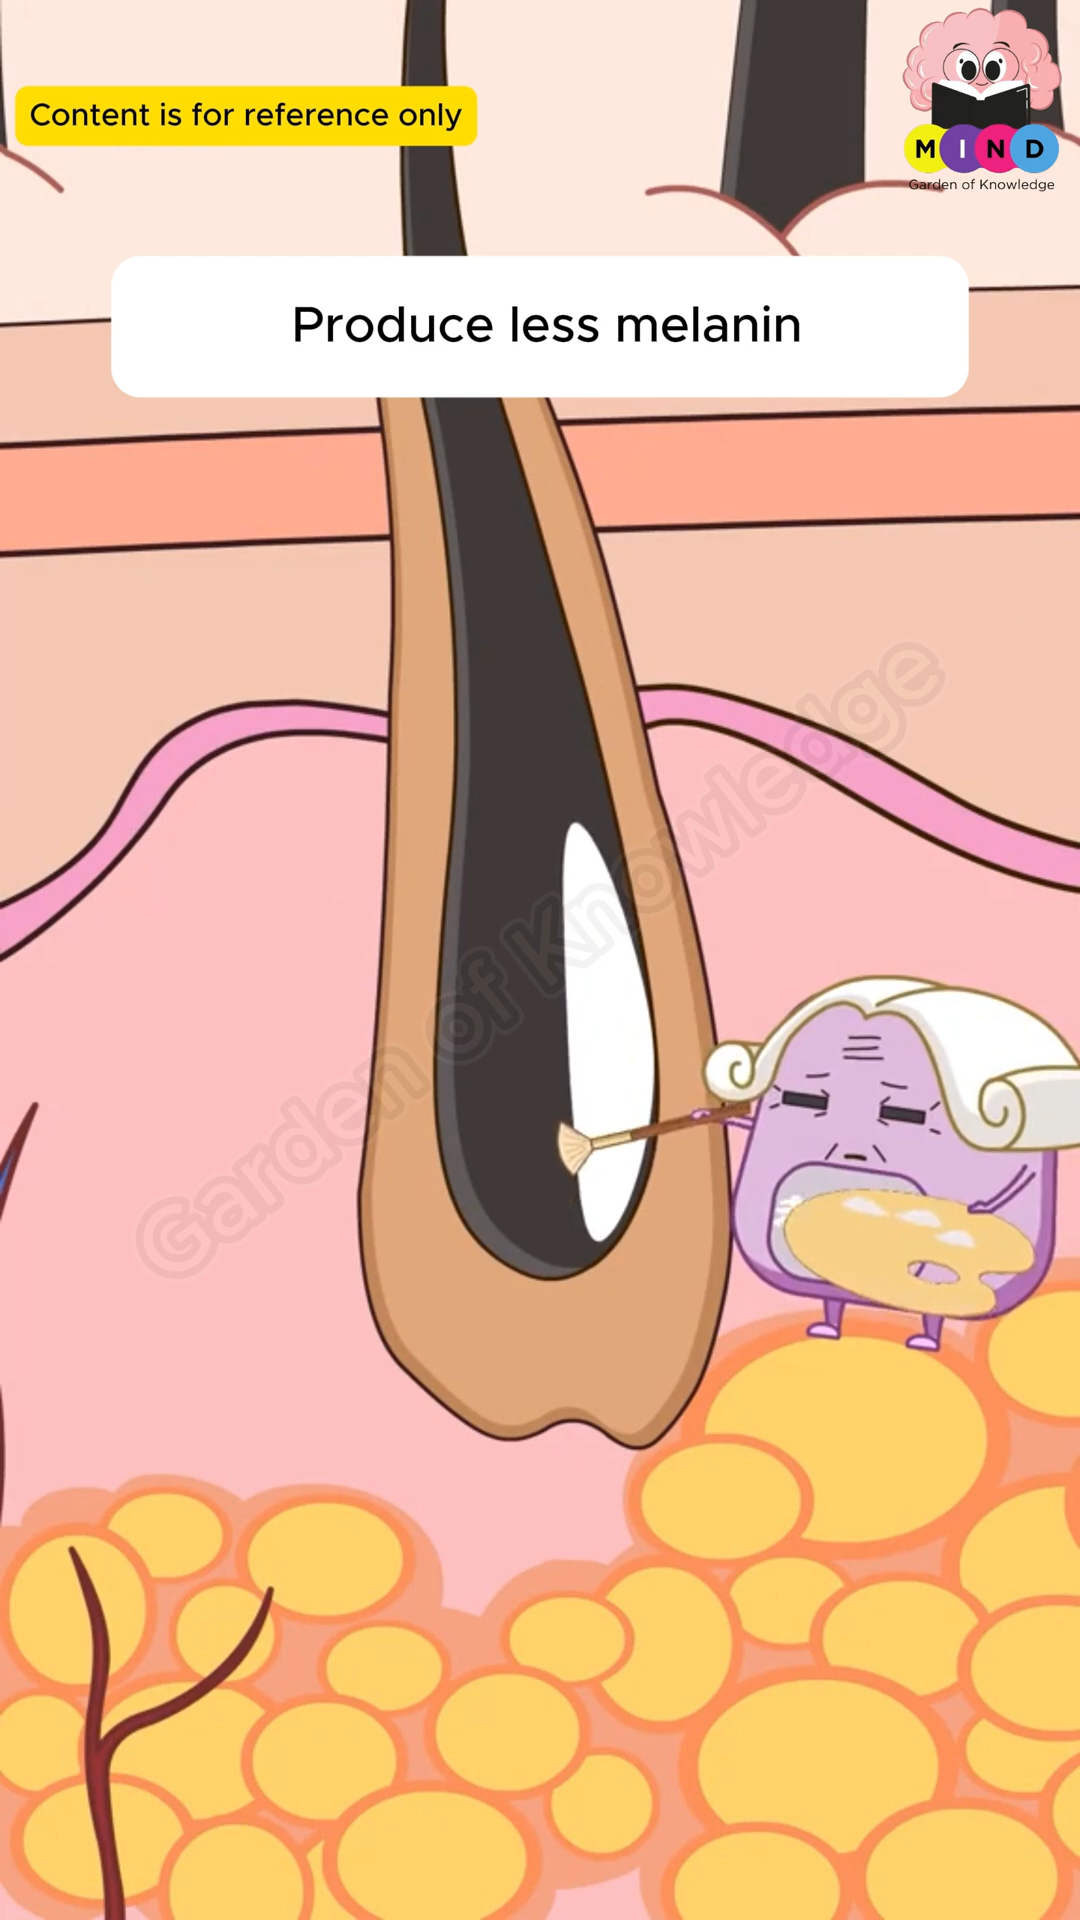 Content is for reference only
MIND
Garden of Knowledge
Produce less melanin
Garden of Knowledge